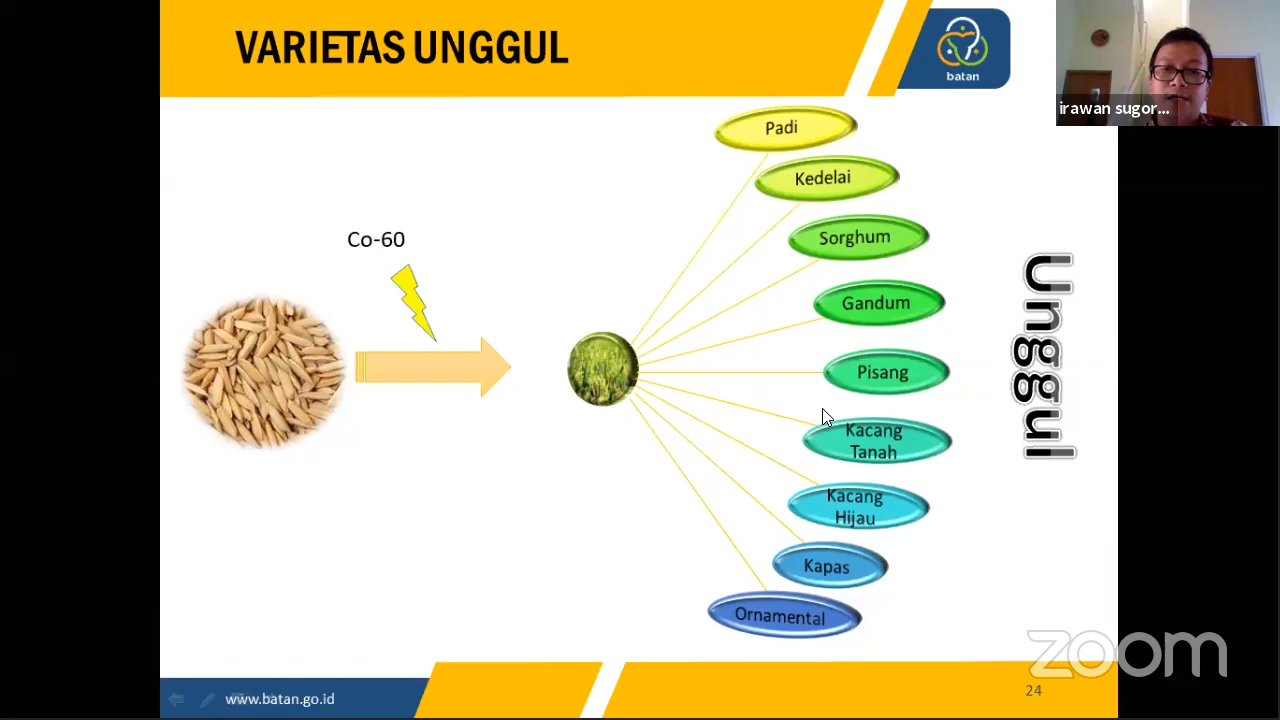 VARIETAS UNGGUL
batan
irawan sugor...
Co-60
Padi
Kedelai
Sorghum
Gandum
Pisang
Kacang
Tanah
Kacang
Hijau
Kapas
Ornamental
Unggul
zoom
www.batan.go.id
24